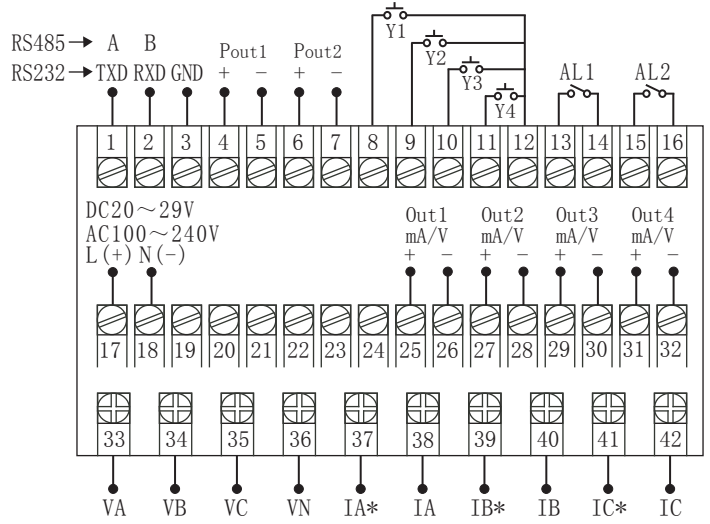 Y1
RS485 A B Pout1 Pout2 Y2
RS232 TXD RXD GND + − + − Y3 AL1 AL2
Y4
1 2 3 4 5 6 7 8 9 10 11 12 13 14 15 16
DC20～29V
AC100～240V
L(+) N(−)
Out1 Out2 Out3 Out4
mA/V mA/V mA/V mA/V
+ − + − + − + −
17 18 19 20 21 22 23 24 25 26 27 28 29 30 31 32
33 34 35 36 37 38 39 40 41 42
VA VB VC VN IA* IA IB* IB IC* IC